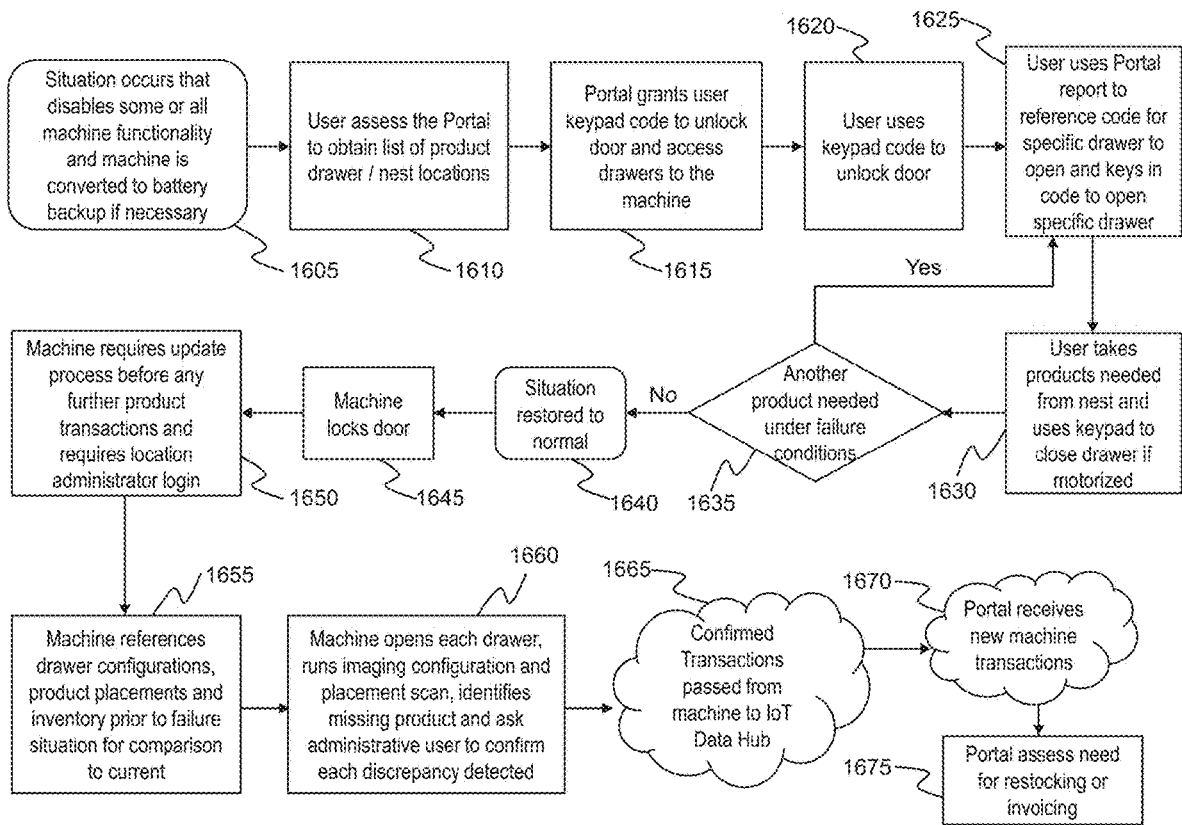 Situation occurs that
disables some or all
machine functionality
and machine is
converted to battery
backup if necessary
1605
User assess the Portal
to obtain list of product
drawer / nest locations
1610
Portal grants user
keypad code to unlock
door and access
drawers to the
machine
1615
1620
User uses
keypad code to
unlock door
1625
User uses Portal
report to
reference code for
specific drawer to
open and keys in
code to open
specific drawer
Yes
User takes
products needed
from nest and
uses keypad to
close drawer if
motorized
1630
Another
product needed
under failure
conditions
1635
No
Situation
restored to
normal
1640
Machine
locks door
1645
Machine requires update
process before any
further product
transactions and
requires location
administrator login
1650
1655
Machine references
drawer configurations,
product placements and
inventory prior to failure
situation for comparison
to current
1660
Machine opens each drawer,
runs imaging configuration and
placement scan, identifies
missing product and ask
administrative user to confirm
each discrepancy detected
1665
Confirmed
Transactions
passed from
machine to IoT
Data Hub
1670
Portal receives
new machine
transactions
1675
Portal assess need
for restocking or
invoicing